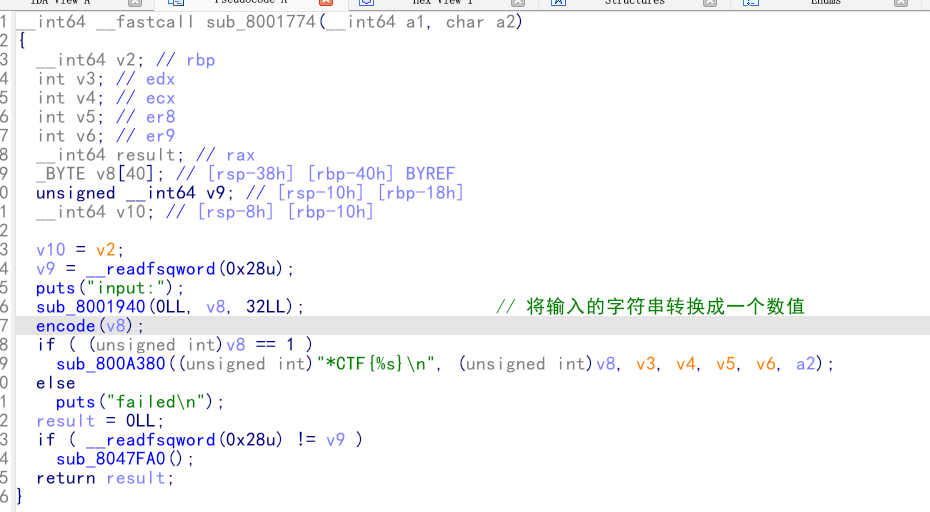 IDA View A Pseudocode A Hex View 1 Structures Enums
1 __int64 __fastcall sub_8001774(__int64 a1, char a2)
2 {
3 __int64 v2; // rbp
4 int v3; // edx
5 int v4; // ecx
6 int v5; // er8
7 int v6; // er9
8 __int64 result; // rax
9 _BYTE v8[40]; // [rsp-38h] [rbp-40h] BYREF
0 unsigned __int64 v9; // [rsp-10h] [rbp-18h]
1 __int64 v10; // [rsp-8h] [rbp-10h]
2
3 v10 = v2;
4 v9 = __readfsqword(0x28u);
5 puts("input:");
6 sub_8001940(0LL, v8, 32LL); // 将输入的字符串转换成一个数值
7 encode(v8);
8 if ( (unsigned int)v8 == 1 )
9 sub_800A380((unsigned int)"*CTF{%s}\n", (unsigned int)v8, v3, v4, v5, v6, a2);
0 else
1 puts("failed\n");
2 result = 0LL;
3 if ( __readfsqword(0x28u) != v9 )
4 sub_8047FA0();
5 return result;
6 }